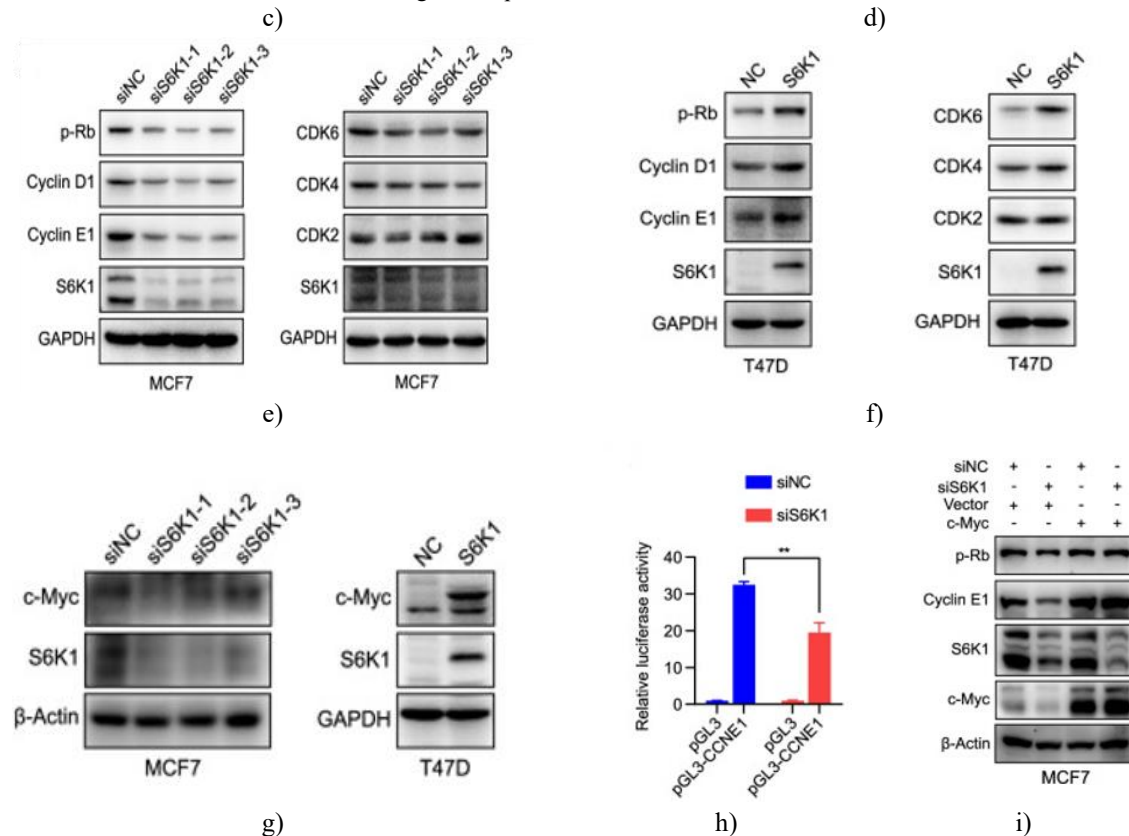 c)
d)
siNC siS6K1-1 siS6K1-2 siS6K1-3
p-Rb
Cyclin D1
Cyclin E1
S6K1
GAPDH
MCF7
siNC siS6K1-1 siS6K1-2 siS6K1-3
CDK6
CDK4
CDK2
S6K1
GAPDH
MCF7
NC S6K1
p-Rb
Cyclin D1
Cyclin E1
S6K1
GAPDH
T47D
NC S6K1
CDK6
CDK4
CDK2
S6K1
GAPDH
T47D
e)
f)
siNC siS6K1-1 siS6K1-2 siS6K1-3
c-Myc
S6K1
β-Actin
MCF7
NC S6K1
c-Myc
S6K1
GAPDH
T47D
siNC
siS6K1
Relative luciferase activity
40
30
20
10
0
**
pGL3
pGL3-CCNE1
pGL3
pGL3-CCNE1
siNC + - + -
siS6K1 - + - +
Vector + + - -
c-Myc - - + +
p-Rb
Cyclin E1
S6K1
c-Myc
β-Actin
MCF7
g)
h)
i)